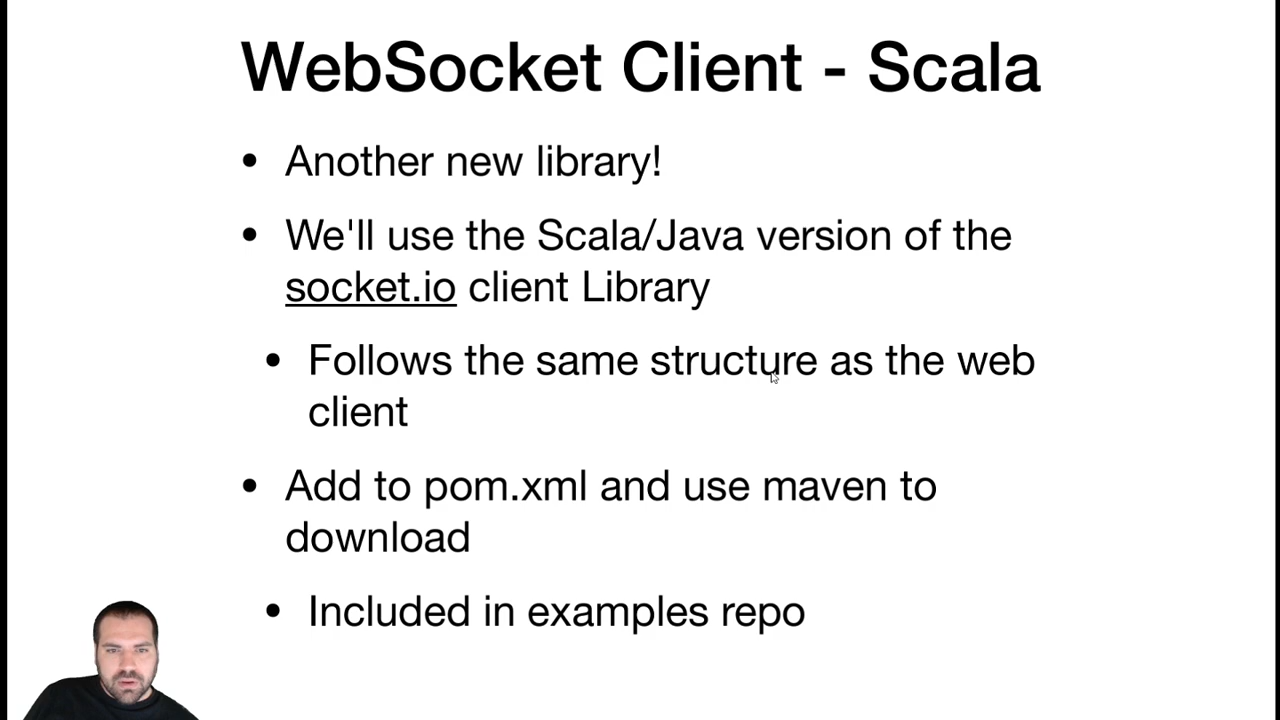 WebSocket Client - Scala
• Another new library!
• We'll use the Scala/Java version of the
socket.io client Library
• Follows the same structure as the web
client
• Add to pom.xml and use maven to
download
• Included in examples repo